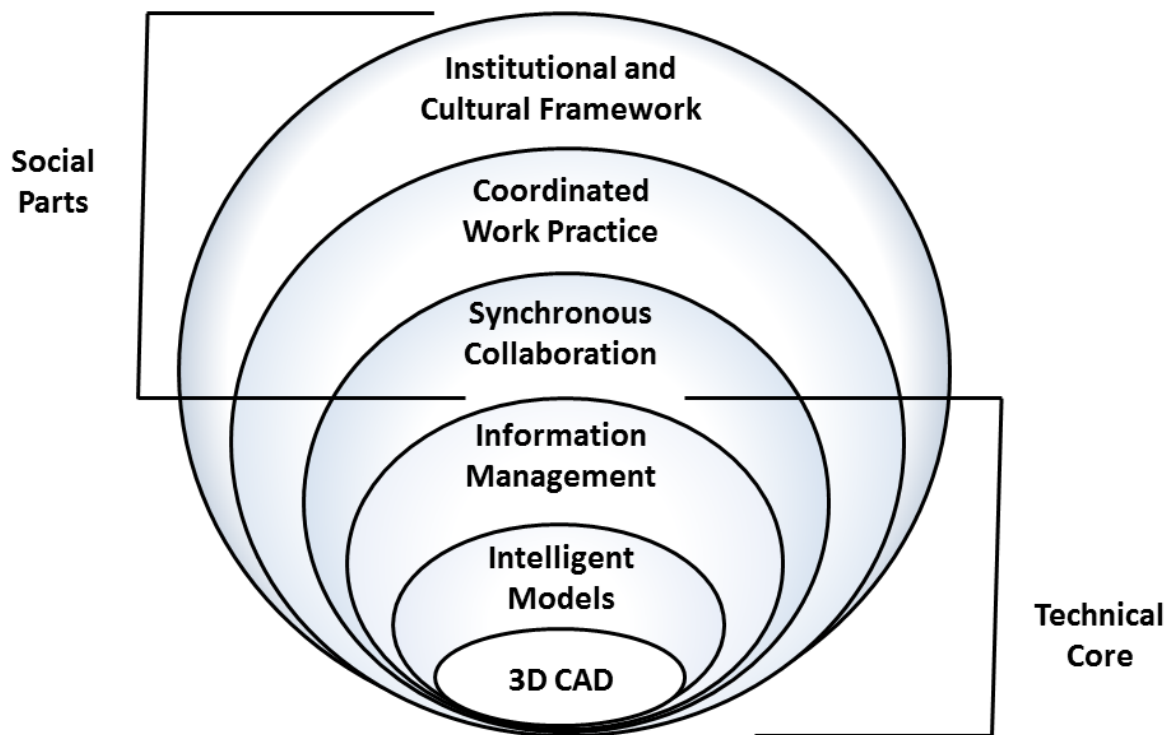 Institutional and
Cultural Framework
Social
Parts
Coordinated
Work Practice
Synchronous
Collaboration
Information
Management
Intelligent
Models
Technical
Core
3D CAD